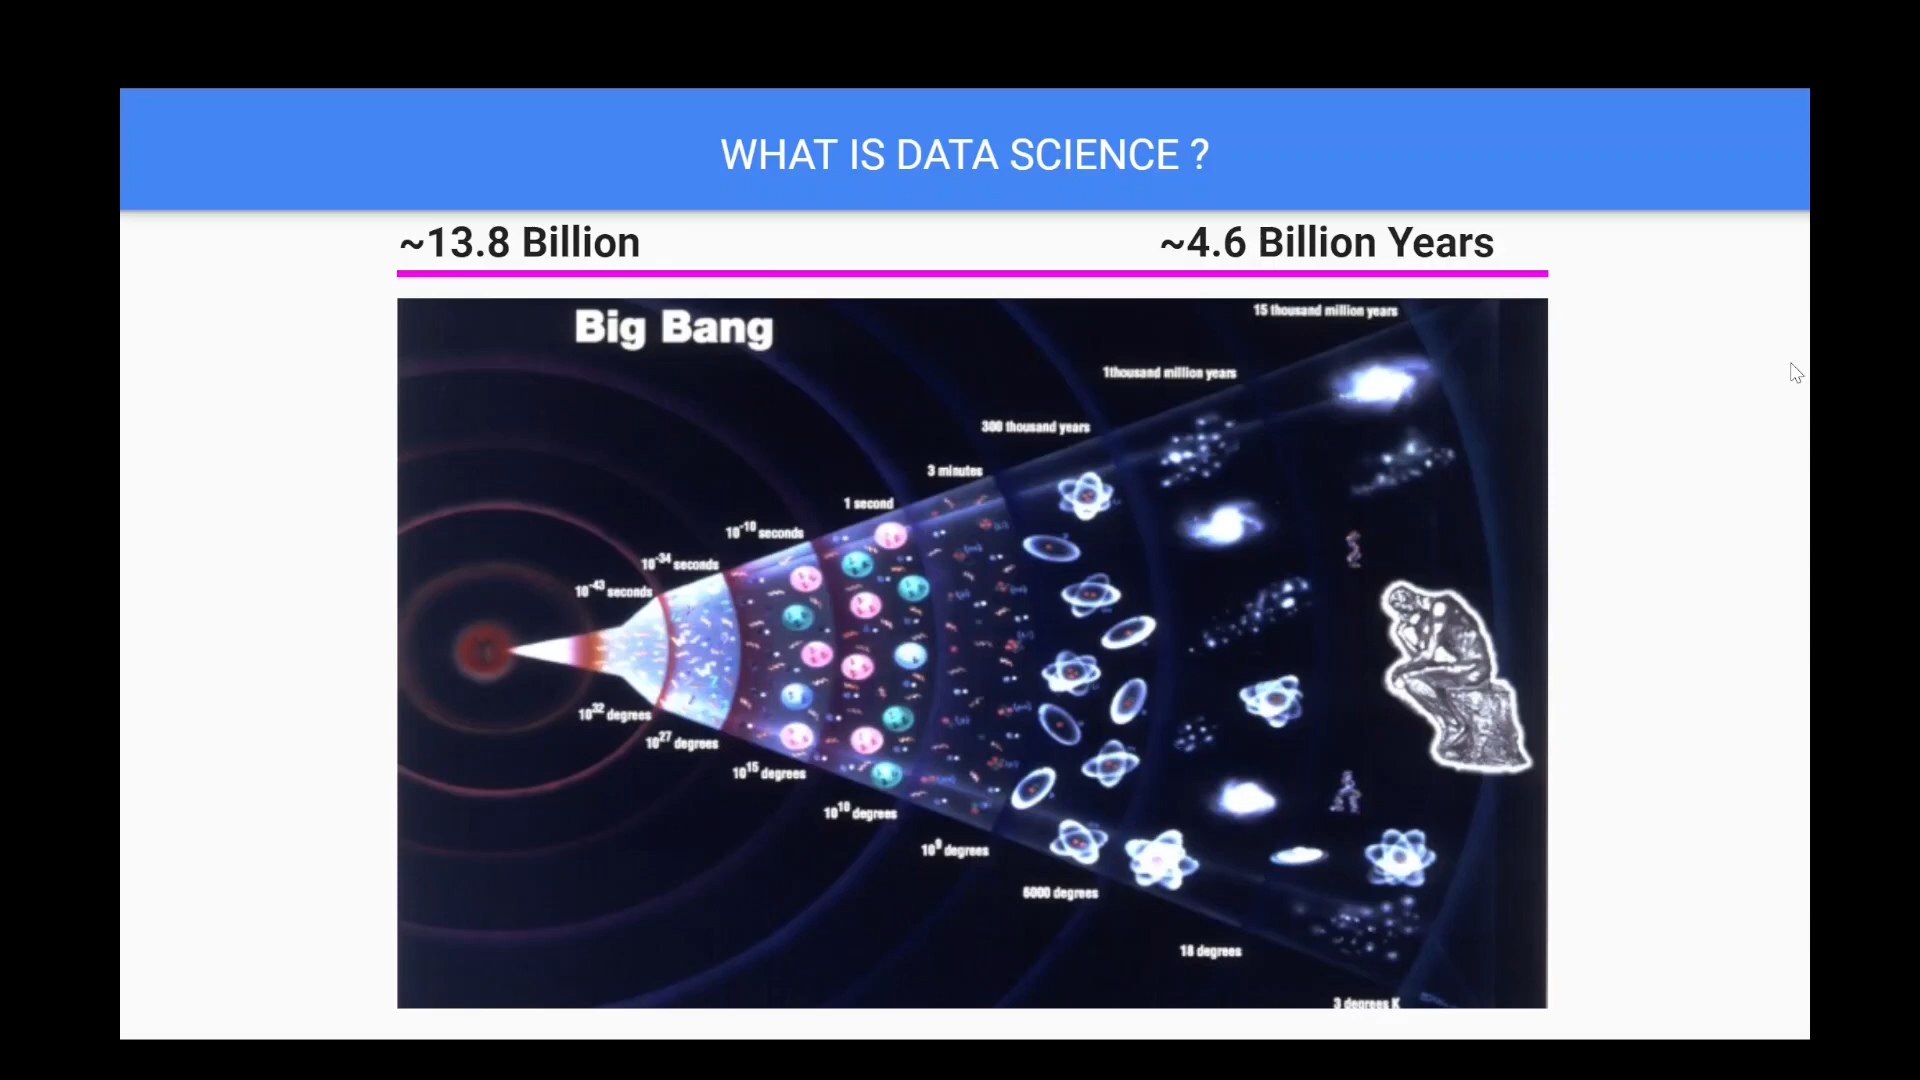 WHAT IS DATA SCIENCE ?
~13.8 Billion
~4.6 Billion Years
Big Bang
15 thousand million years
1thousand million years
300 thousand years
3 minutes
1 second
10⁻¹⁰ seconds
10⁻³⁴ seconds
10⁻⁴³ seconds
10³² degrees
10²⁷ degrees
10¹⁵ degrees
10¹⁰ degrees
10⁹ degrees
6000 degrees
18 degrees
3 degrees K